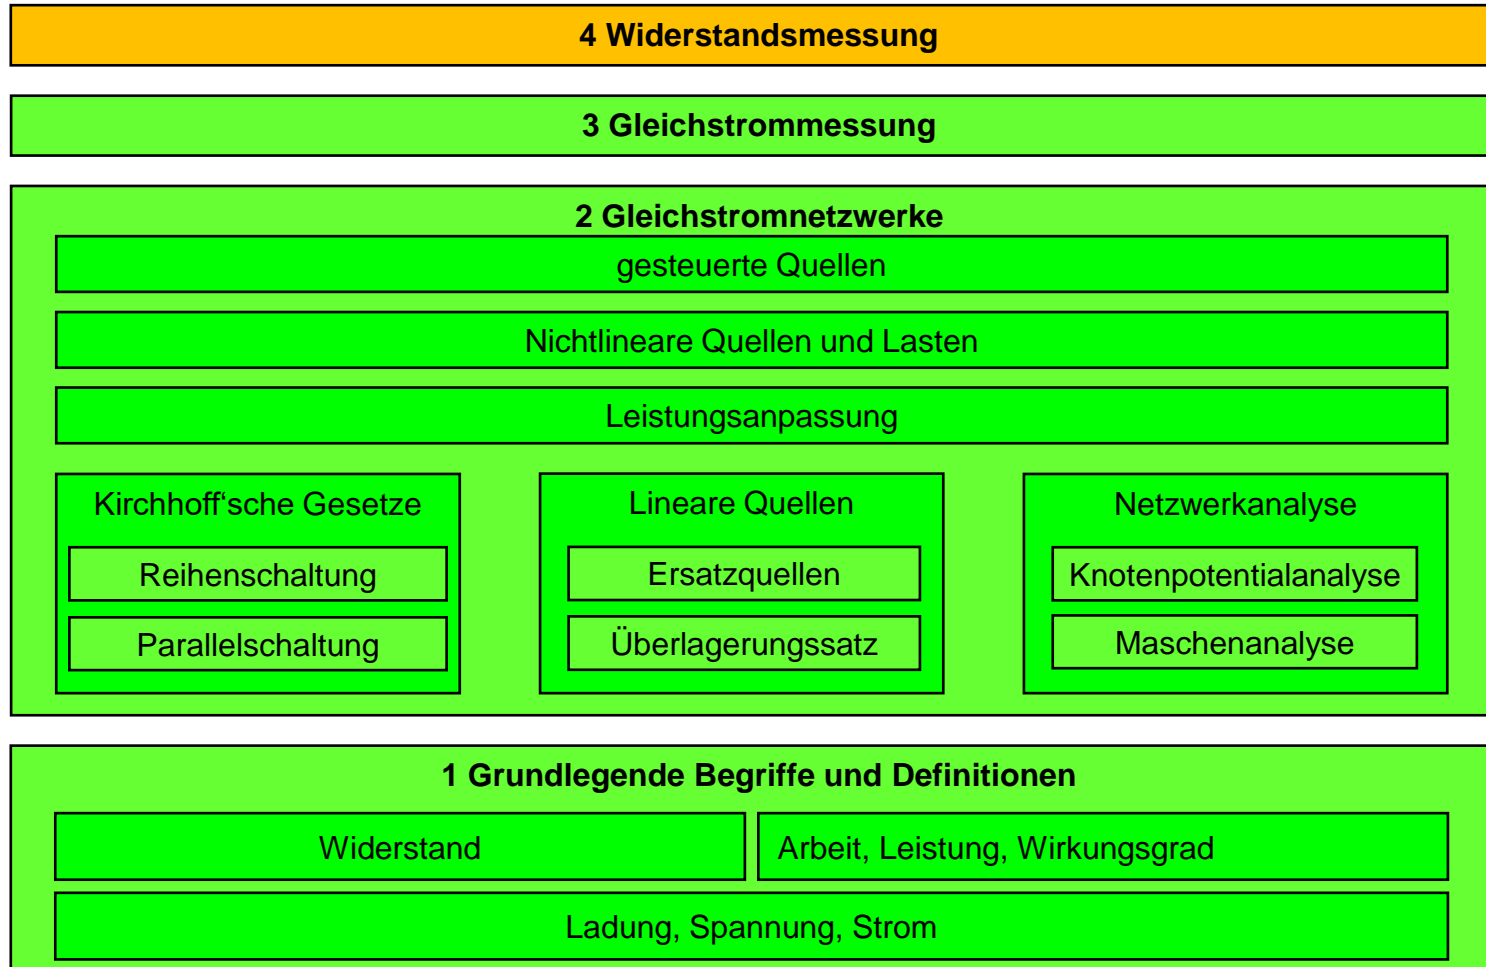 4 Widerstandsmessung
3 Gleichstrommessung
2 Gleichstromnetzwerke
gesteuerte Quellen
Nichtlineare Quellen und Lasten
Leistungsanpassung
Kirchhoff‘sche Gesetze
Reihenschaltung
Parallelschaltung
Lineare Quellen
Ersatzquellen
Überlagerungssatz
Netzwerkanalyse
Knotenpotentialanalyse
Maschenanalyse
1 Grundlegende Begriffe und Definitionen
Widerstand
Arbeit, Leistung, Wirkungsgrad
Ladung, Spannung, Strom